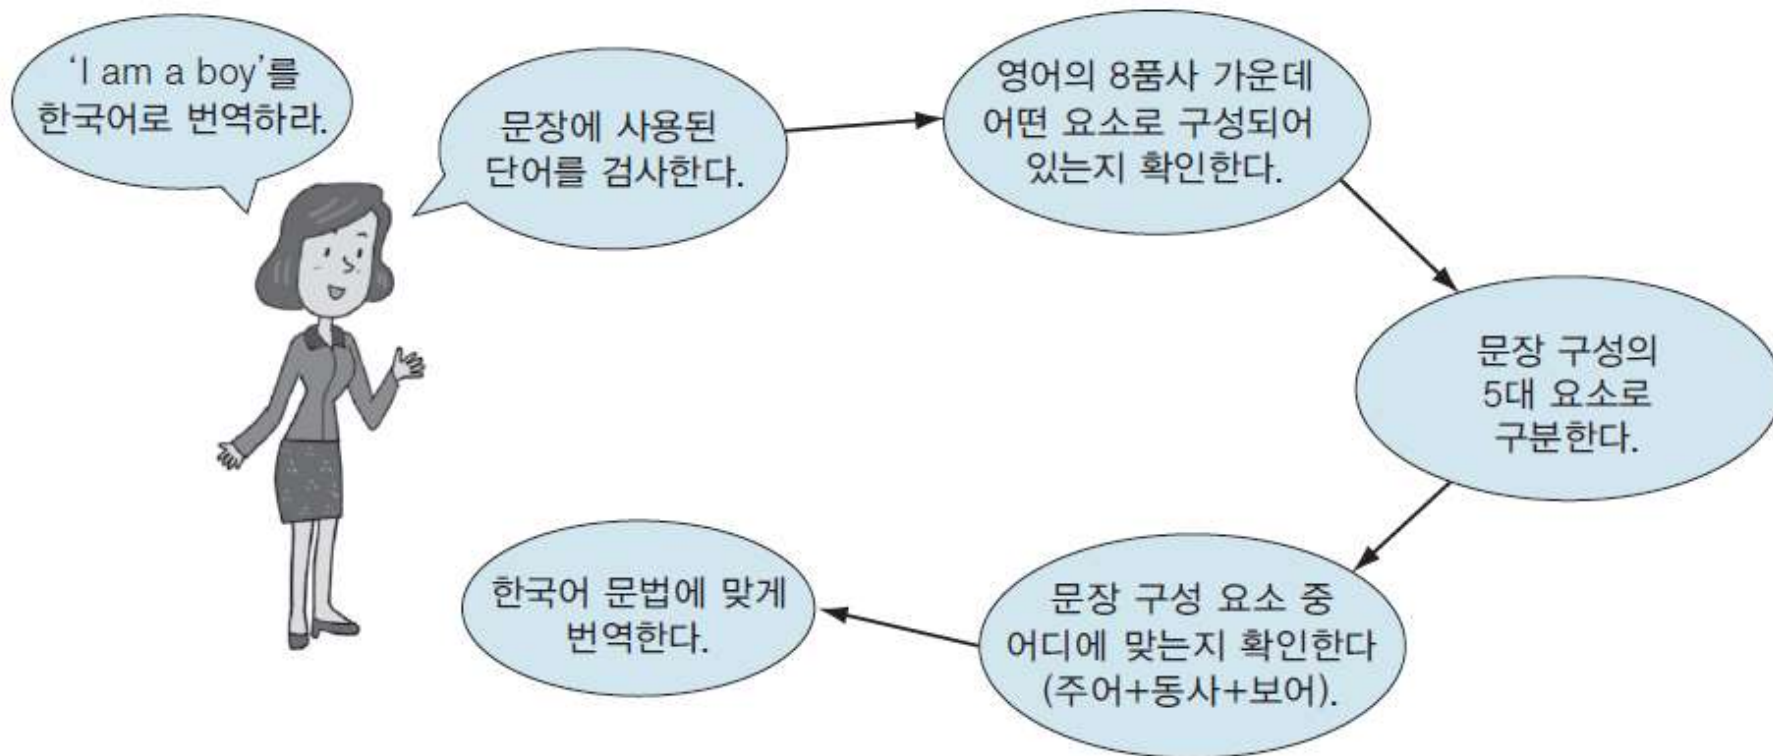 ‘I am a boy’를
한국어로 번역하라.
문장에 사용된
단어를 검사한다.
영어의 8품사 가운데
어떤 요소로 구성되어
있는지 확인한다.
문장 구성의
5대 요소로
구분한다.
문장 구성 요소 중
어디에 맞는지 확인한다
(주어+동사+보어).
한국어 문법에 맞게
번역한다.